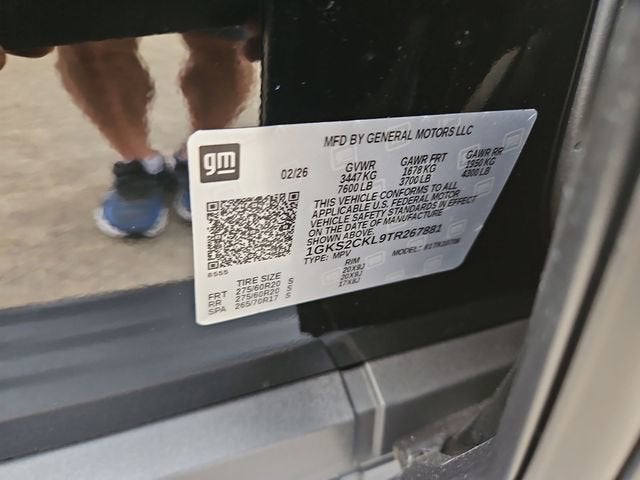 MFD BY GENERAL MOTORS LLC
gm
02/26
GVWR GAWR FRT GAWR RR
3447 KG 1678 KG 1950 KG
7600 LB 3700 LB 4300 LB
THIS VEHICLE CONFORMS TO ALL
APPLICABLE U.S. FEDERAL MOTOR
VEHICLE SAFETY STANDARDS IN EFFECT
ON THE DATE OF MANUFACTURE
SHOWN ABOVE.
1GKS2CKL9TR267881
TYPE: MPV MODEL:
8555
TIRE SIZE RIM
FRT 275/60R20 S 20X9J
RR 275/60R20 S 20X9J
SPA 265/70R17 S 17X8J